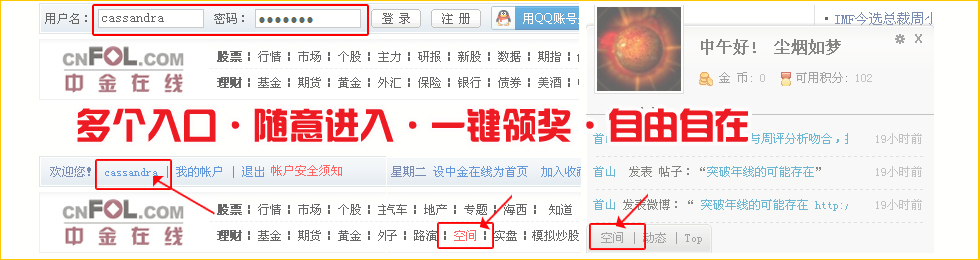 用户名： cassandra 密码： ●●●●●●● 登 录 注 册 用QQ账号
CNFOL.COM
中金在线
股票 ¦ 行情 ¦ 市场 ¦ 个股 ¦ 主力 ¦ 研报 ¦ 新股 ¦ 数据 ¦ 期指 ¦
理财 ¦ 基金 ¦ 期货 ¦ 黄金 ¦ 外汇 ¦ 保险 ¦ 银行 ¦ 债券 ¦ 美酒 ¦
IMF今选总裁周小
中午好! 尘烟如梦
金 币: 0 可用积分: 102
多个入口·随意进入·一键领奖·自由自在
首山 与周评分析吻合，
19小时前
首山 发表 帖子：“突破年线的可能存在”
19小时前
首山 发表微博：“ 突破年线的可能存在 http:/
19小时前
空间 | 动态 | Top
欢迎您! cassandra | 我的帐户 | 退出 帐户安全须知 星期二 设中金在线为首页 加入收藏
CNFOL.COM
中金在线
股票 ¦ 行情 ¦ 市场 ¦ 个股 ¦ 主 汽车 ¦ 地产 ¦ 专题 ¦ 海西 ¦ 知道
理财 ¦ 基金 ¦ 期货 ¦ 黄金 ¦ 外 子 ¦ 路演 ¦ 空间 ¦ 实盘 ¦ 模拟炒股